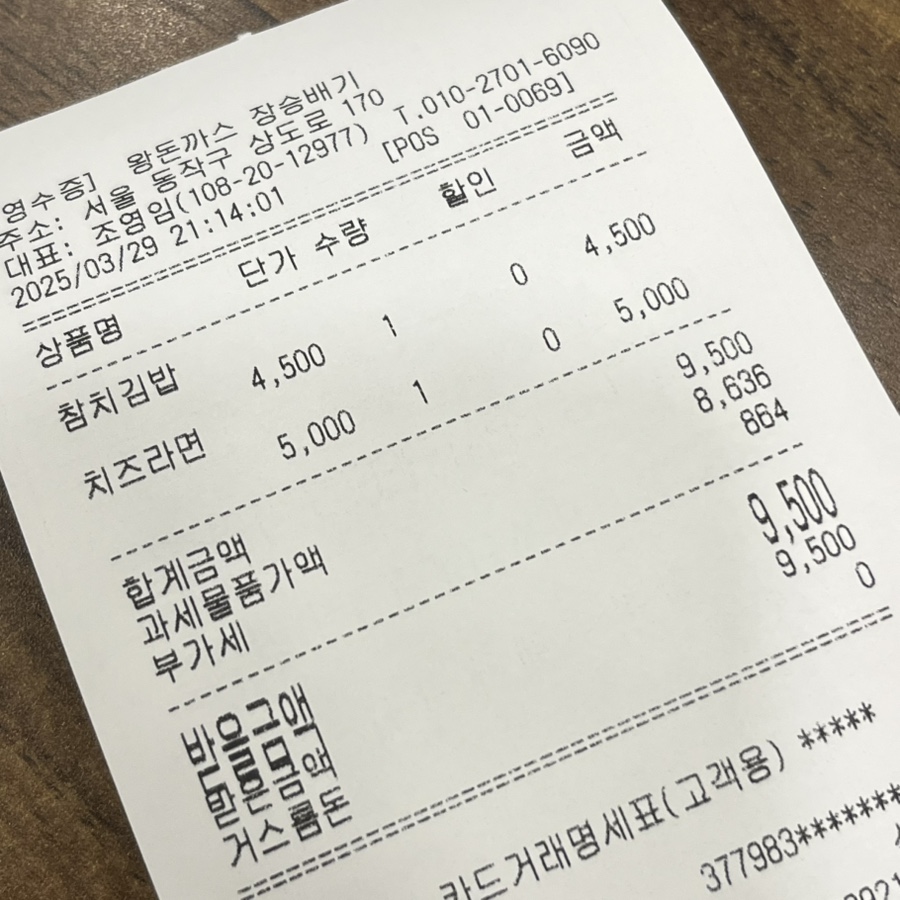 영수증] 왕돈까스 장승배기
주소: 서울 동작구 상도로 170 T.010-2701-6090
대표: 조영임(108-20-12977) [POS 01-0069]
2025/03/29 21:14:01
상품명 단가 수량 할인 금액
참치김밥 4,500 1 0 4,500
치즈라면 5,000 1 0 5,000
합계금액 9,500
과세물품가액 8,636
부가세 864
받을금액 9,500
받은금액 9,500
거스름돈 0
카드거래명세표(고객용) *****
377983*******